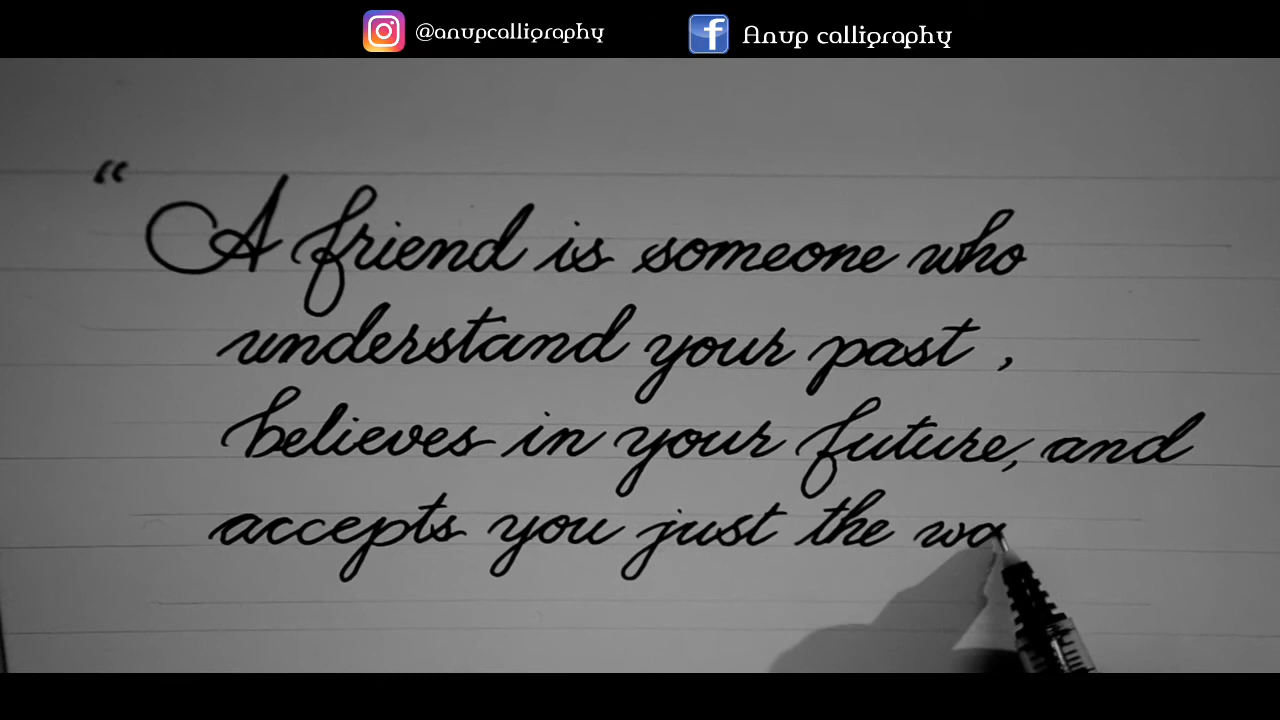 @anupcalligraphy
Anup calligraphy
“ A friend is someone who
understand your past ,
believes in your future, and
accepts you just the wa